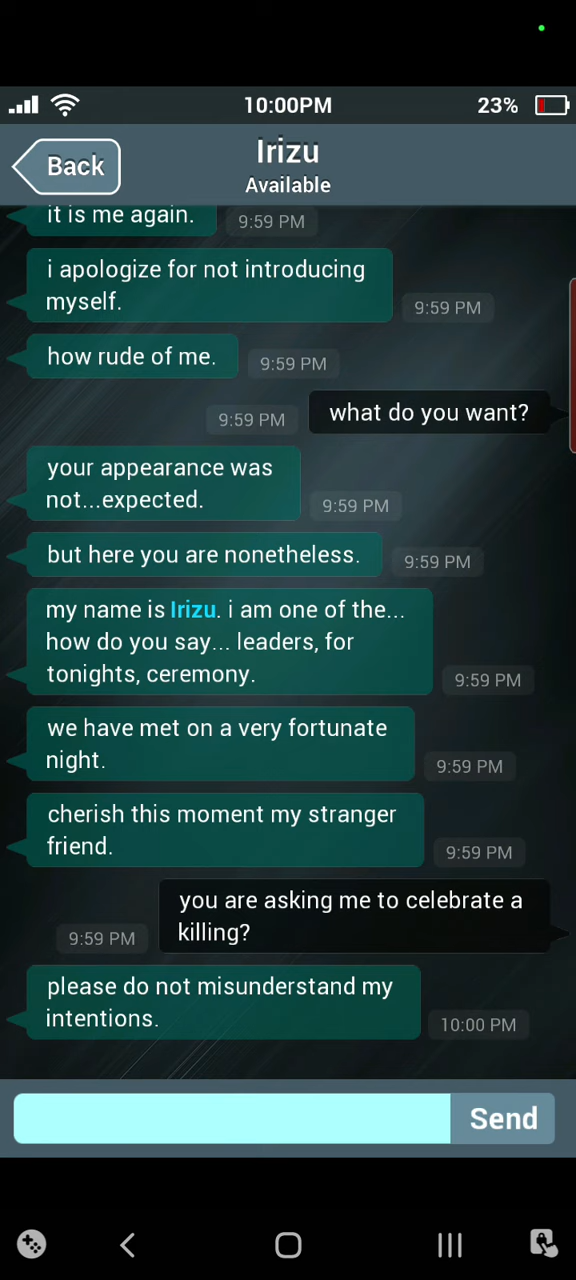 10:00PM
23%
Back
Irizu
Available
it is me again.
9:59 PM
i apologize for not introducing
myself.
9:59 PM
how rude of me.
9:59 PM
what do you want?
9:59 PM
your appearance was
not...expected.
9:59 PM
but here you are nonetheless.
9:59 PM
my name is Irizu. i am one of the...
how do you say... leaders, for
tonights, ceremony.
9:59 PM
we have met on a very fortunate
night.
9:59 PM
cherish this moment my stranger
friend.
9:59 PM
you are asking me to celebrate a
killing?
9:59 PM
please do not misunderstand my
intentions.
10:00 PM
Send